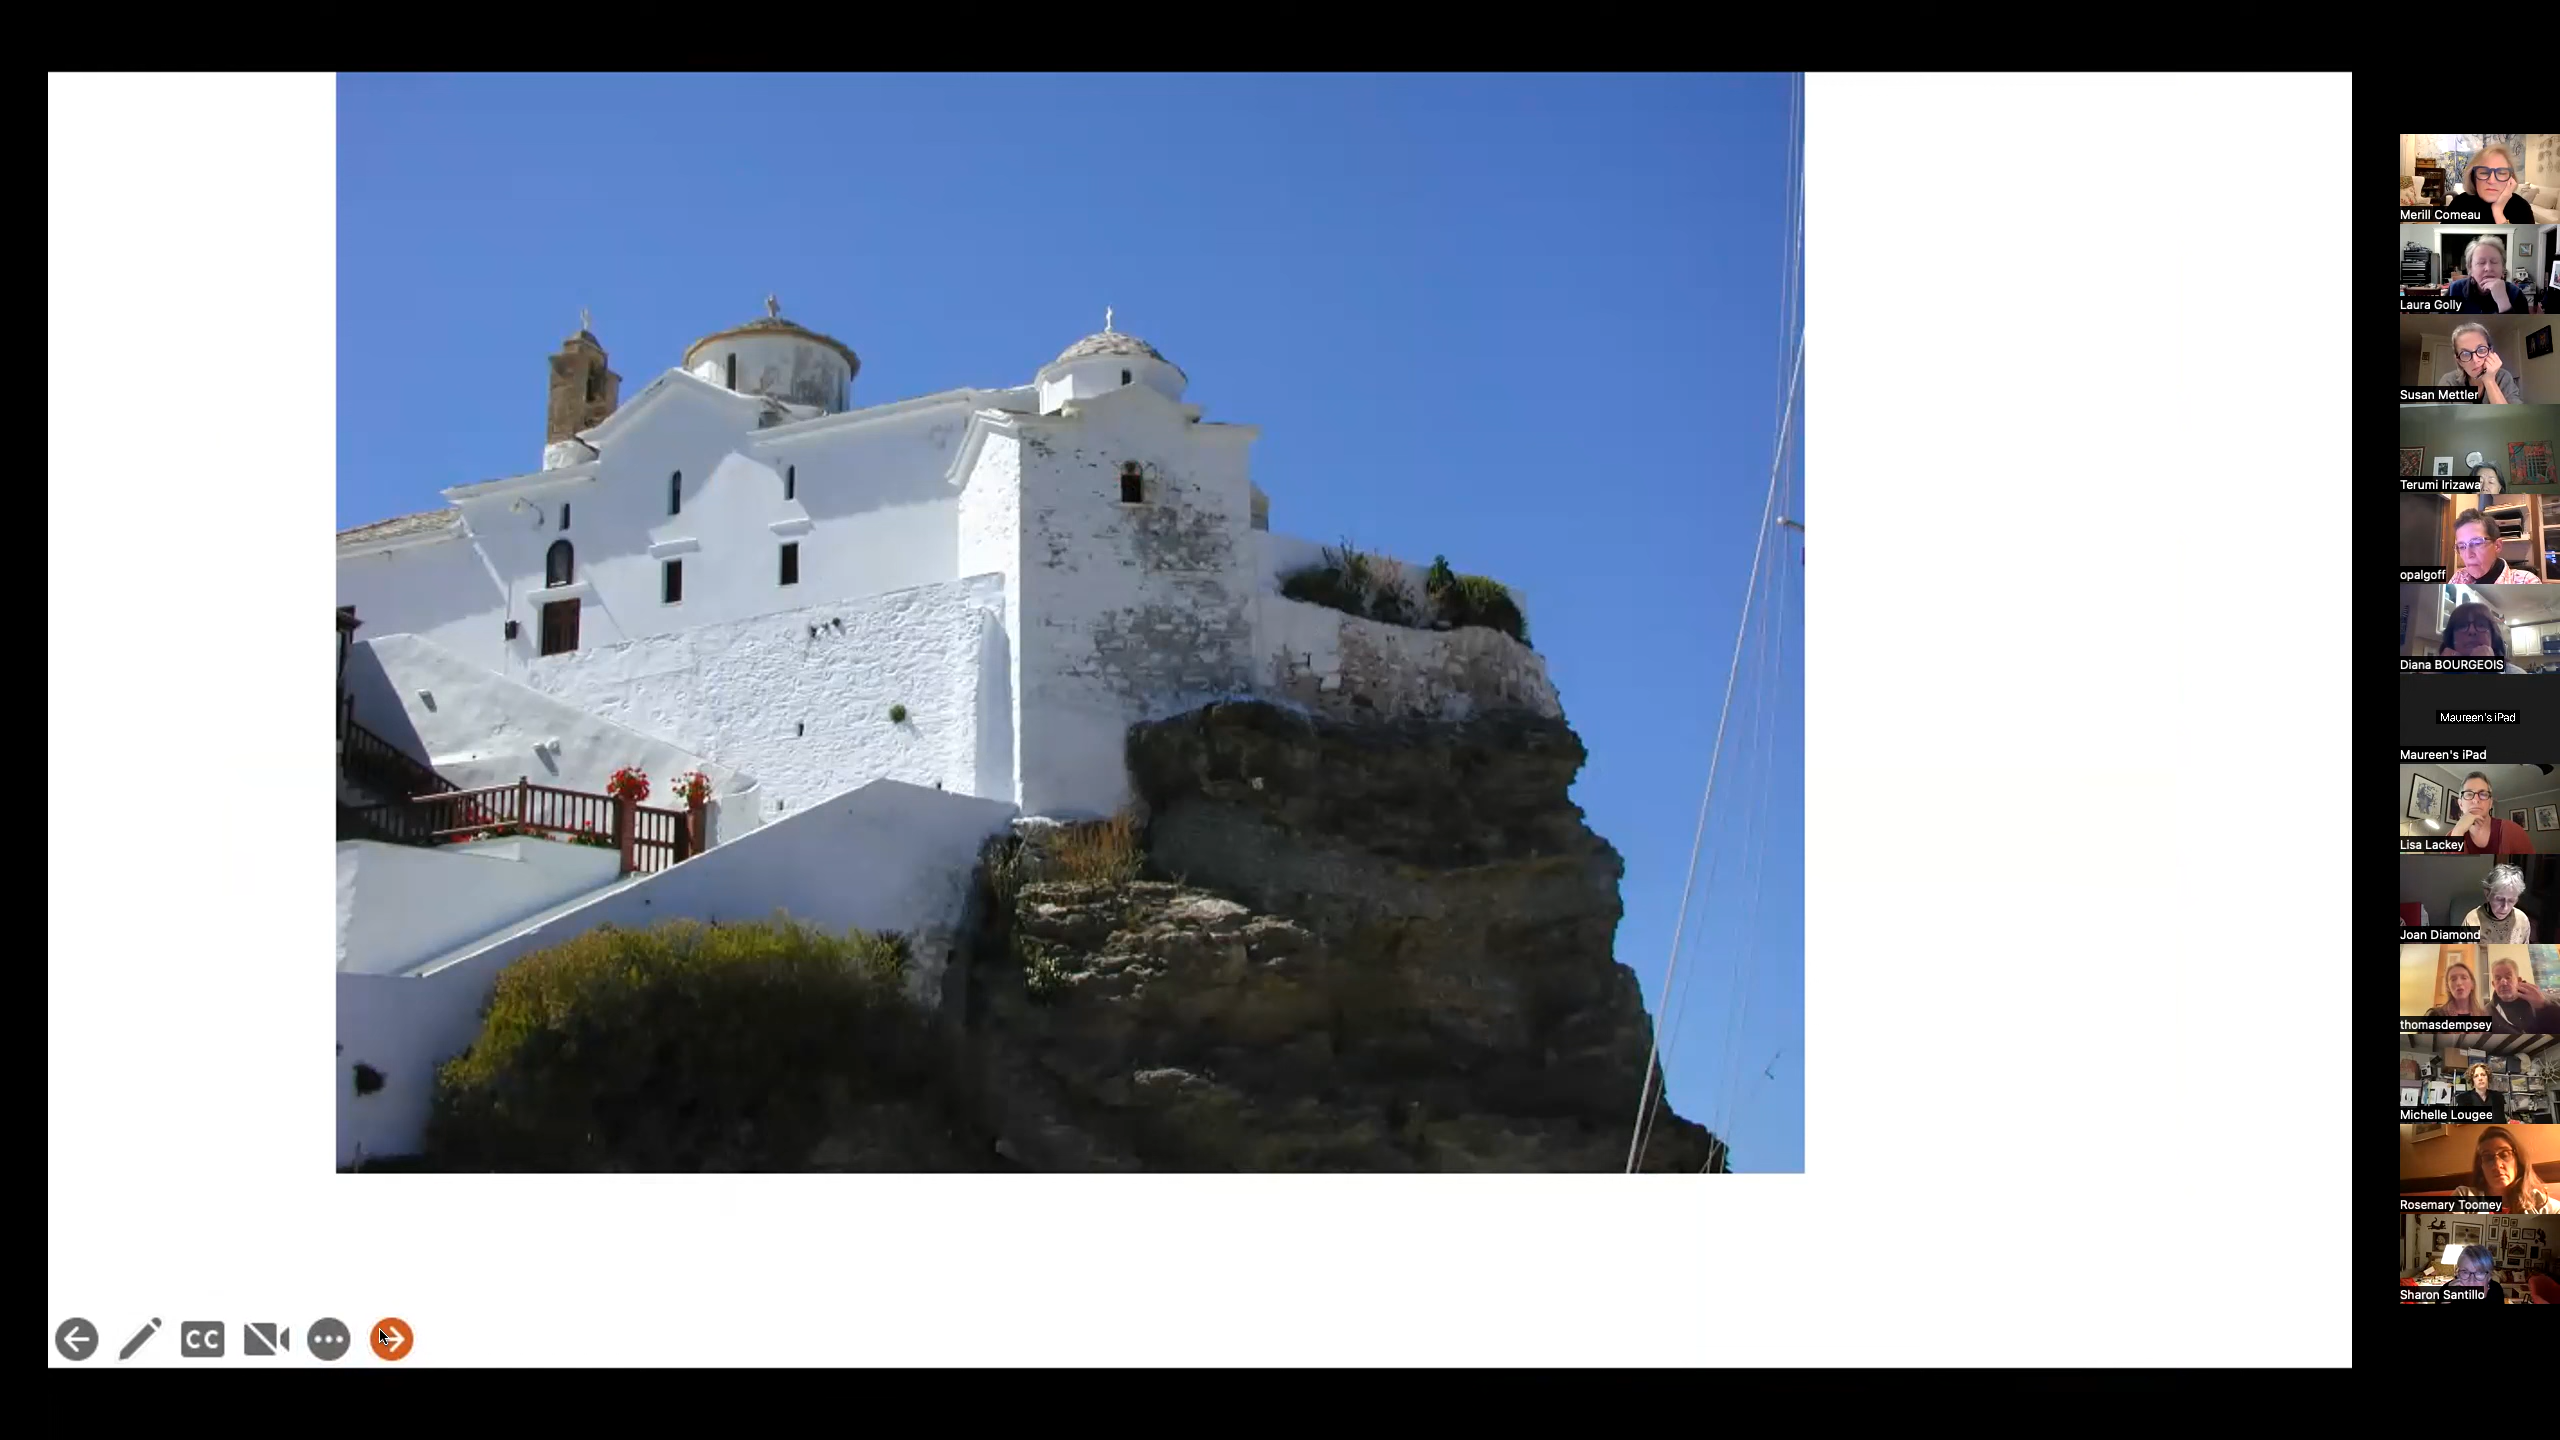 Merill Comeau
Laura Golly
Susan Mettler
Terumi Irizawa
opalgoff
Diana BOURGEOIS
Maureen's iPad
Maureen's iPad
Lisa Lackey
Joan Diamond
thomasdempsey
Michelle Lougee
Rosemary Toomey
Sharon Santillo
CC